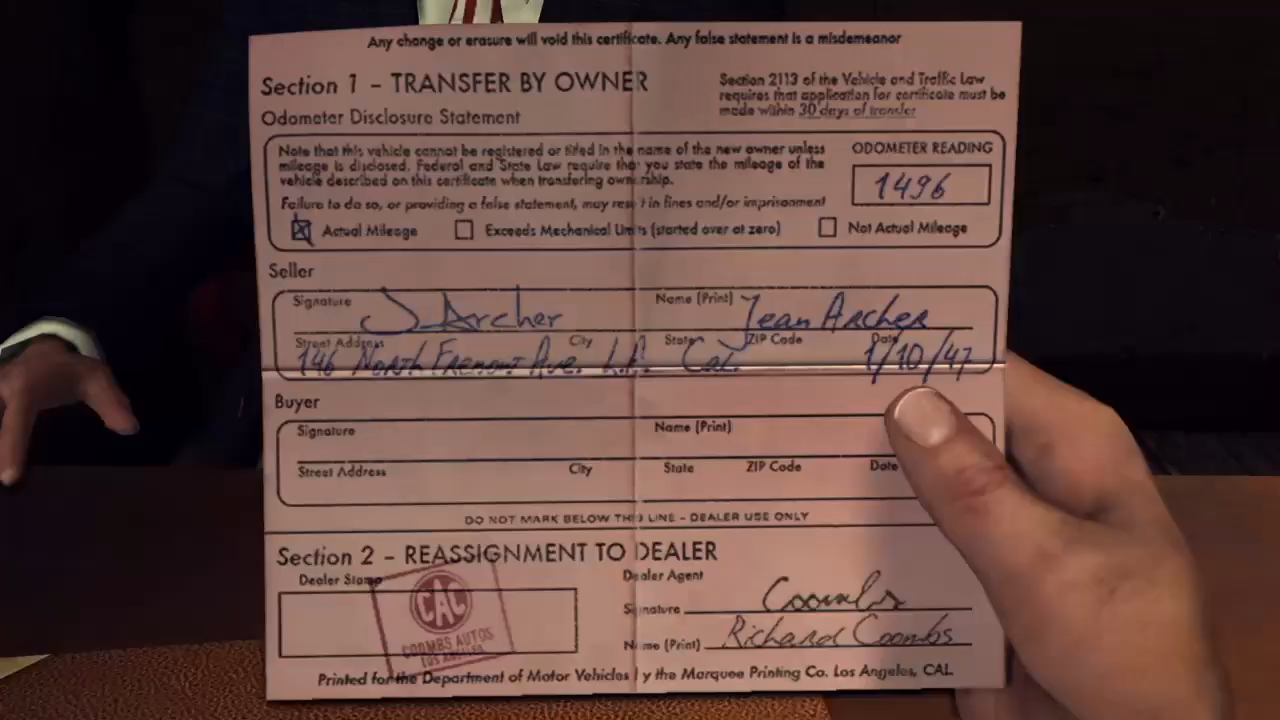 Any change or erasure will void this certificate. Any false statement is a misdemeanor
Section 1 - TRANSFER BY OWNER
Section 2113 of the Vehicle and Traffic Law
requires that application for certificate must be
made within 30 days of transfer
Odometer Disclosure Statement
Note that this vehicle cannot be registered or titled in the name of the new owner unless
mileage is disclosed. Federal and State Law require that you state the mileage of the
vehicle described on this certificate when transfering ownership.
Failure to do so, or providing a false statement, may result in fines and/or imprisonment
ODOMETER READING
1496
Actual Mileage
Exceeds Mechanical Limits (started over at zero)
Not Actual Mileage
Seller
Signature J Archer Name (Print) Jean Archer
Street Address City State ZIP Code Date
146 North Fremont Ave. L.A. Cal. 1/10/47
Buyer
Signature Name (Print)
Street Address City State ZIP Code Date
DO NOT MARK BELOW THIS LINE - DEALER USE ONLY
Section 2 - REASSIGNMENT TO DEALER
Dealer Stamp
CAC
COOMBS AUTOS
LOS ANGELES
Dealer Agent
Signature Coombs
Name (Print) Richard Coombs
Printed for the Department of Motor Vehicles by the Marquee Printing Co. Los Angeles, CAL